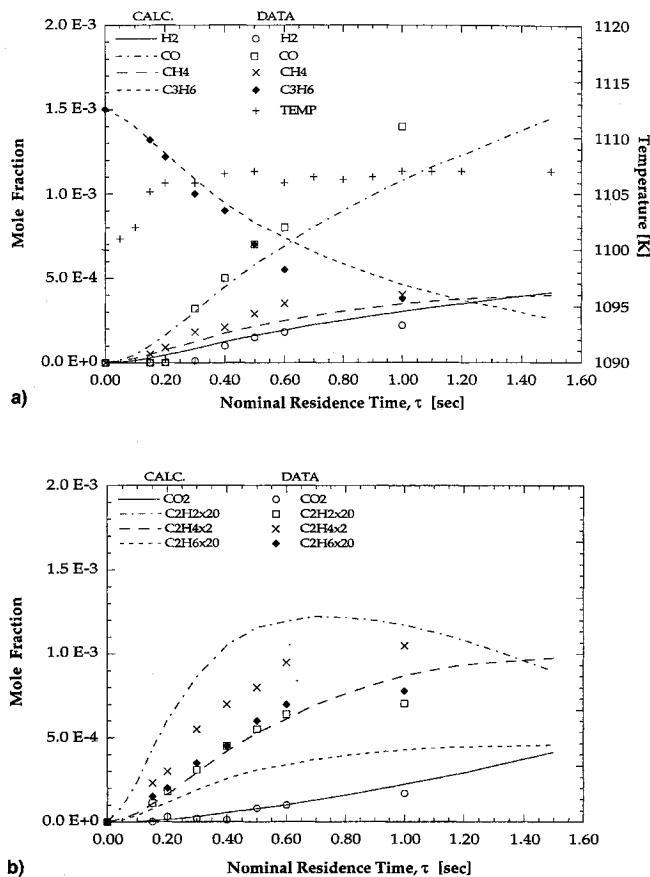 CALC. DATA
H2 H2
CO CO
CH4 CH4
C3H6 C3H6
TEMP
2.0 E-3
1.5 E-3
1.0 E-3
5.0 E-4
0.0 E+0
Mole Fraction
1120
1115
1110
1105
1100
1095
1090
Temperature [K]
0.00 0.20 0.40 0.60 0.80 1.00 1.20 1.40 1.60
Nominal Residence Time, τ [sec]
a)
CALC. DATA
CO2 CO2
C2H2x20 C2H2x20
C2H4x2 C2H4x2
C2H6x20 C2H6x20
2.0 E-3
1.5 E-3
1.0 E-3
5.0 E-4
0.0 E+0
Mole Fraction
0.00 0.20 0.40 0.60 0.80 1.00 1.20 1.40 1.60
Nominal Residence Time, τ [sec]
b)